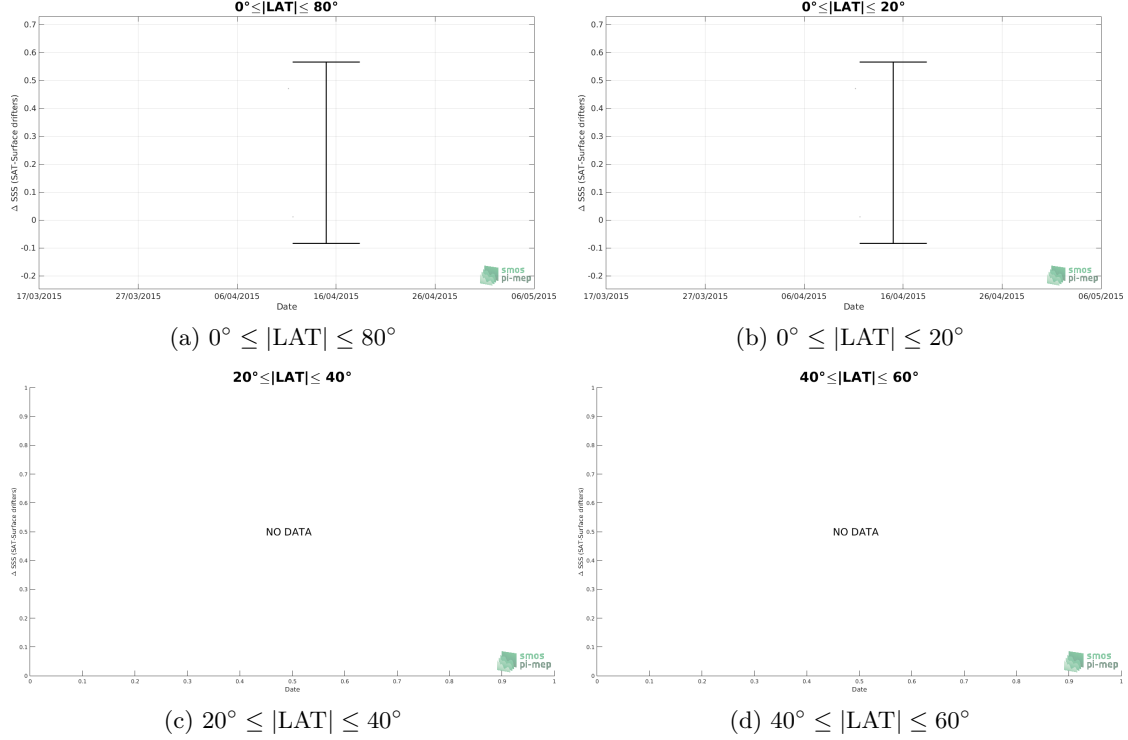 0°≤|LAT|≤ 80°
0.7
0.6
0.5
0.4
0.3
0.2
0.1
0
-0.1
-0.2
Δ SSS (SAT-Surface drifters)
17/03/2015 27/03/2015 06/04/2015 16/04/2015 26/04/2015 06/05/2015
Date
smos
pi-mep
(a) 0° ≤ |LAT| ≤ 80°
0°≤|LAT|≤ 20°
0.7
0.6
0.5
0.4
0.3
0.2
0.1
0
-0.1
-0.2
Δ SSS (SAT-Surface drifters)
17/03/2015 27/03/2015 06/04/2015 16/04/2015 26/04/2015 06/05/2015
Date
smos
pi-mep
(b) 0° ≤ |LAT| ≤ 20°
20°≤|LAT|≤ 40°
1
0.9
0.8
0.7
0.6
0.5
0.4
0.3
0.2
0.1
0
Δ SSS (SAT-Surface drifters)
NO DATA
0 0.1 0.2 0.3 0.4 0.5 0.6 0.7 0.8 0.9 1
Date
smos
pi-mep
(c) 20° ≤ |LAT| ≤ 40°
40°≤|LAT|≤ 60°
1
0.9
0.8
0.7
0.6
0.5
0.4
0.3
0.2
0.1
0
Δ SSS (SAT-Surface drifters)
NO DATA
0 0.1 0.2 0.3 0.4 0.5 0.6 0.7 0.8 0.9 1
Date
smos
pi-mep
(d) 40° ≤ |LAT| ≤ 60°